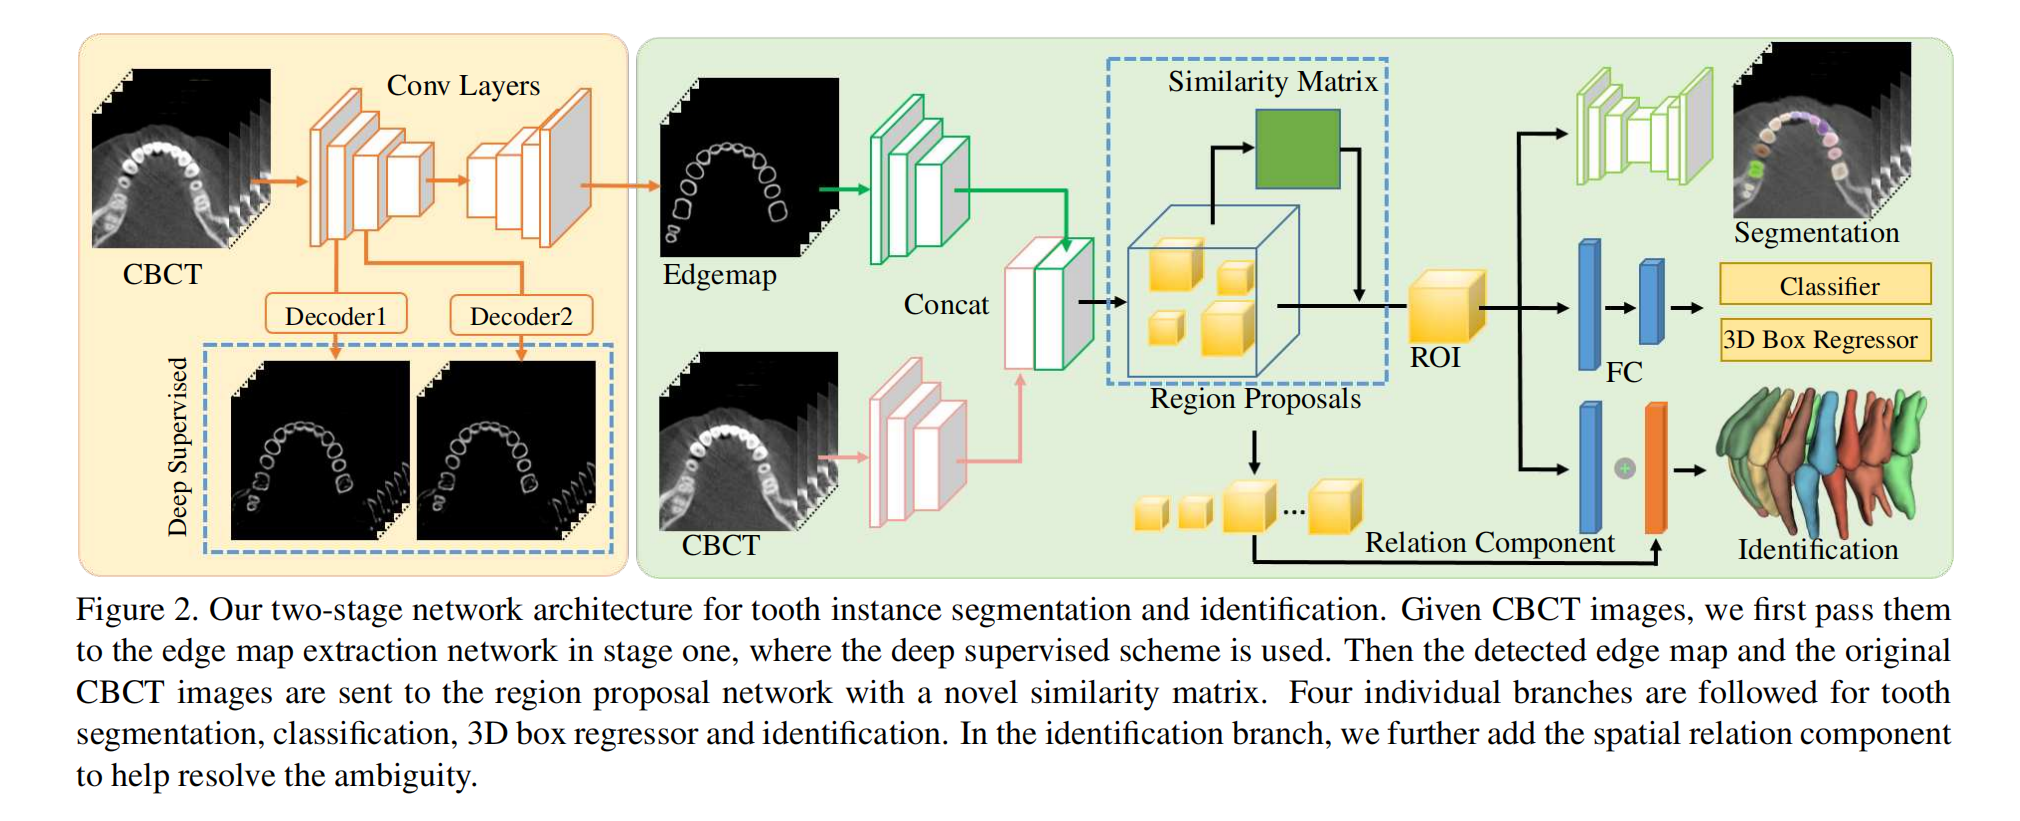 Conv Layers
CBCT
Decoder1
Decoder2
Deep Supervised
Edgemap
Concat
CBCT
Similarity Matrix
Region Proposals
ROI
Relation Component
Segmentation
Classifier
3D Box Regressor
FC
Identification
Figure 2. Our two-stage network architecture for tooth instance segmentation and identification. Given CBCT images, we first pass them
to the edge map extraction network in stage one, where the deep supervised scheme is used. Then the detected edge map and the original
CBCT images are sent to the region proposal network with a novel similarity matrix. Four individual branches are followed for tooth
segmentation, classification, 3D box regressor and identification. In the identification branch, we further add the spatial relation component
to help resolve the ambiguity.